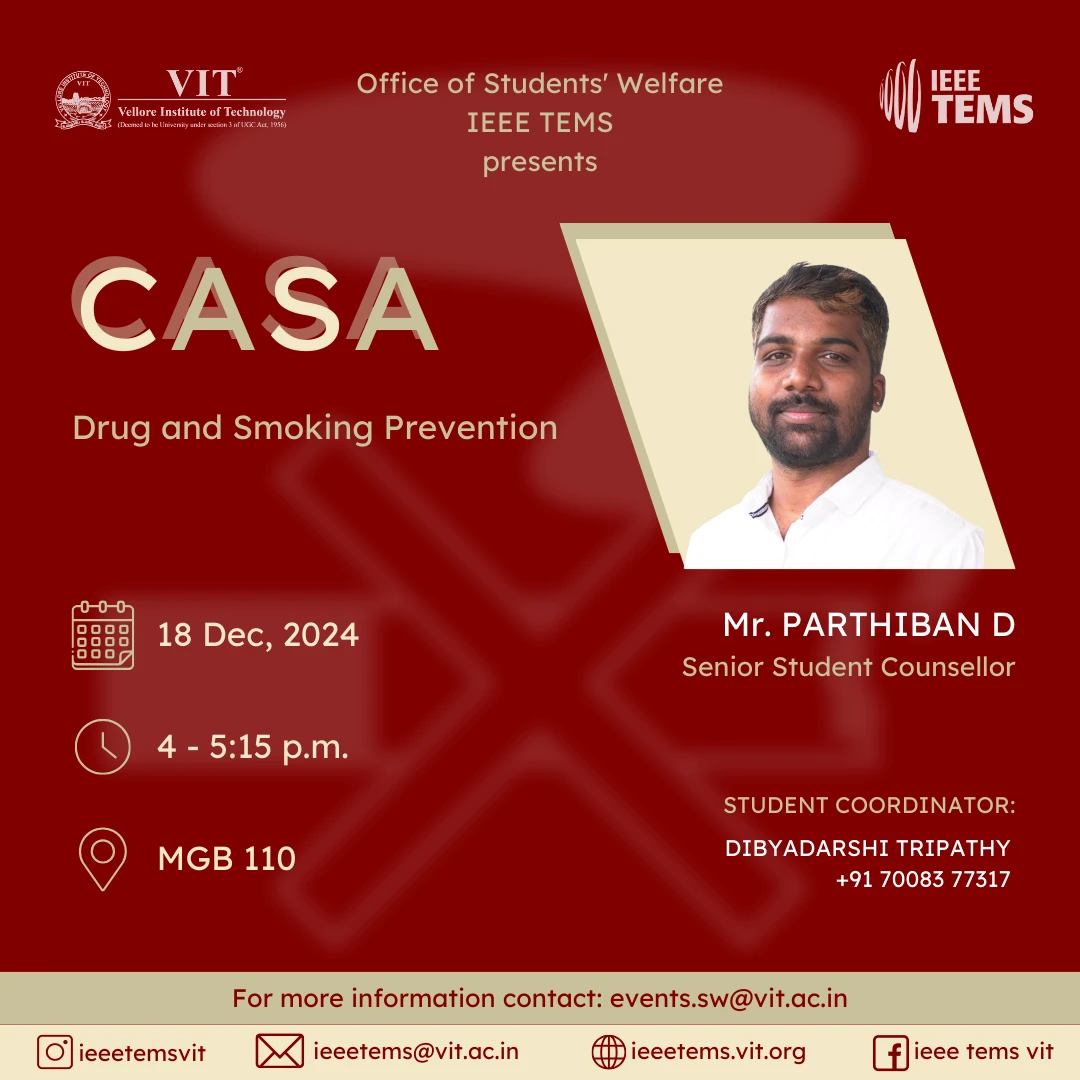 VIT®
Vellore Institute of Technology
(Deemed to be University under section 3 of UGC Act, 1956)
Office of Students' Welfare
IEEE TEMS
presents
IEEE
TEMS
CASA
Drug and Smoking Prevention
18 Dec, 2024
4 - 5:15 p.m.
MGB 110
Mr. PARTHIBAN D
Senior Student Counsellor
STUDENT COORDINATOR:
DIBYADARSHI TRIPATHY
+91 70083 77317
For more information contact: events.sw@vit.ac.in
ieeetemsvit
ieeetems@vit.ac.in
ieeetems.vit.org
ieee tems vit